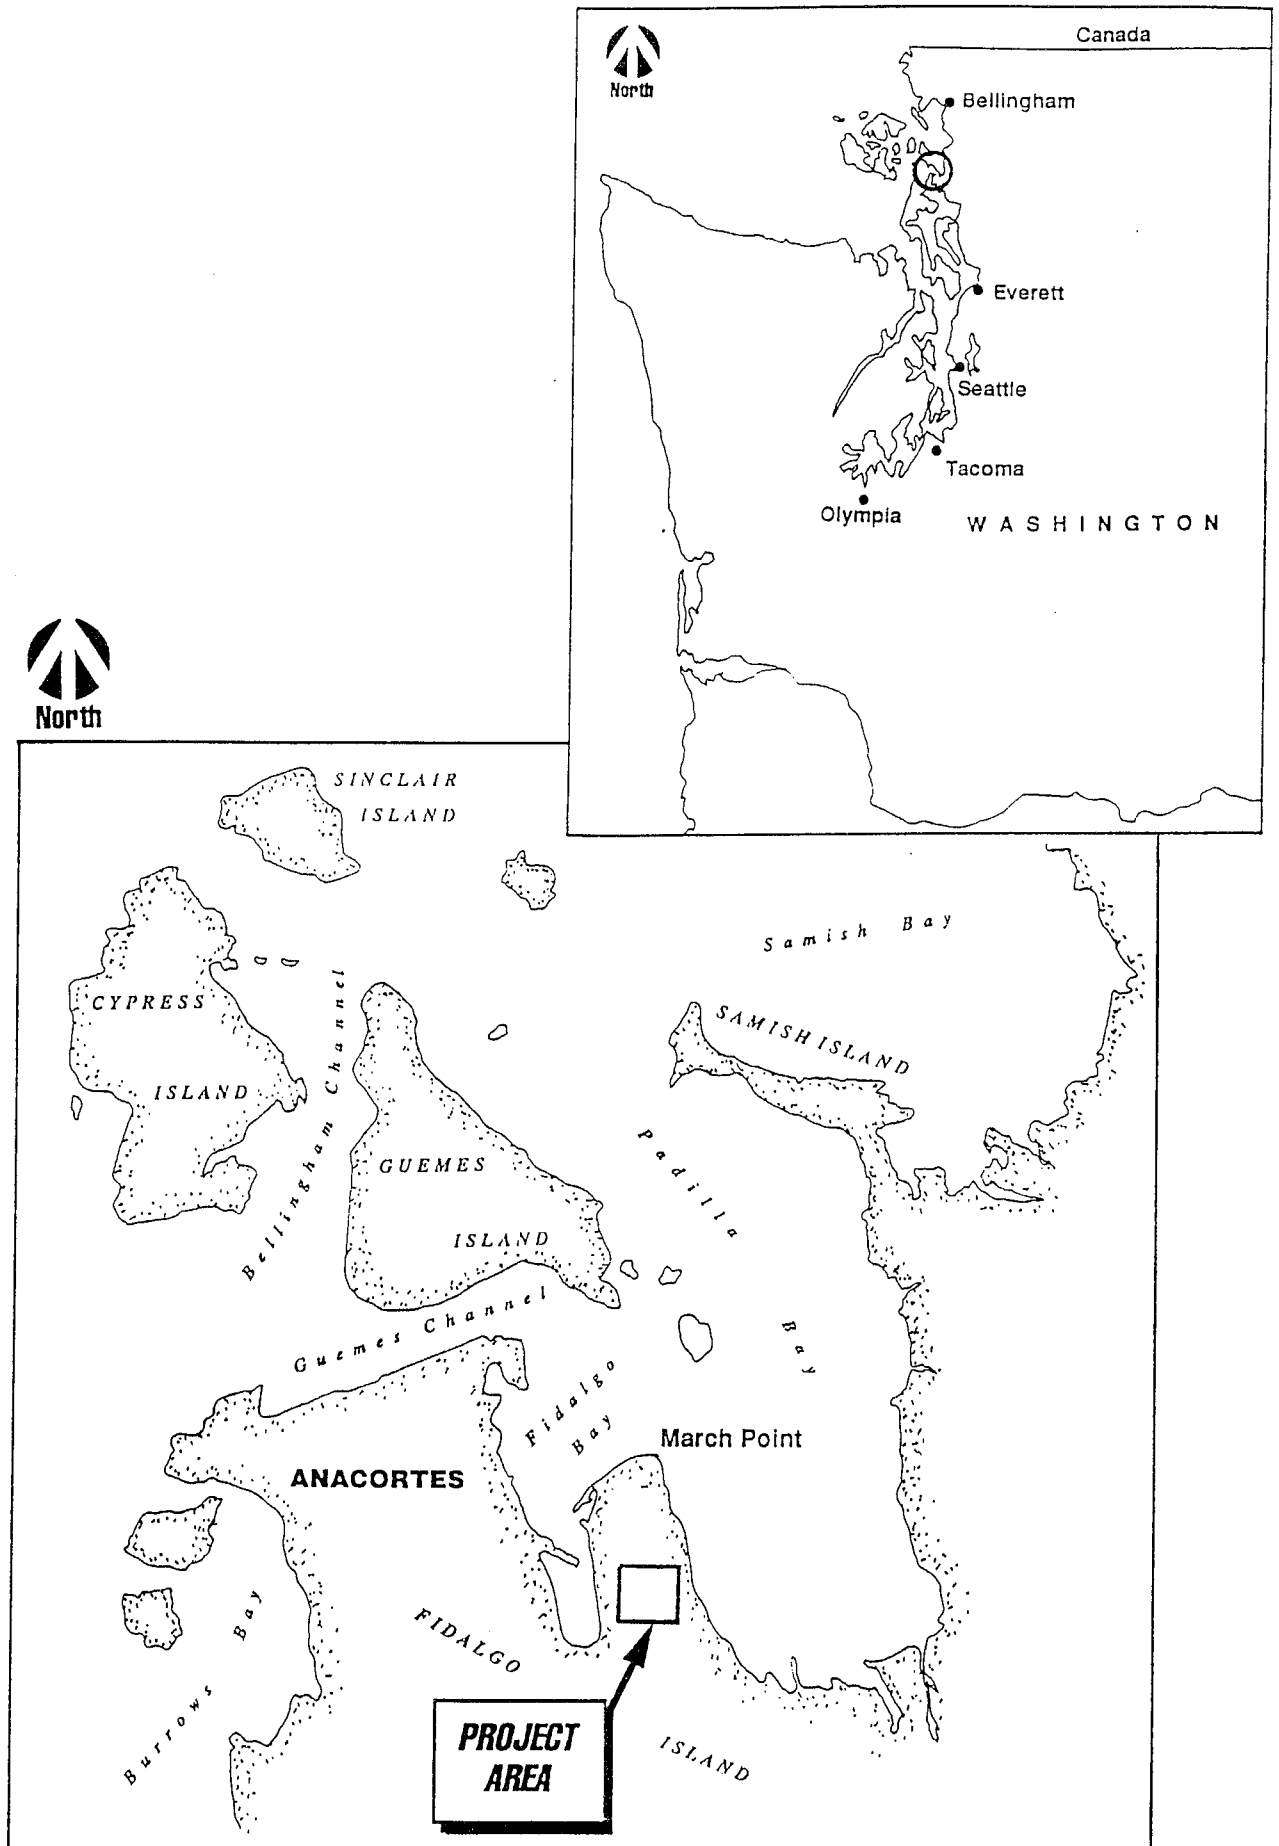 Canada
North
Bellingham
Everett
Seattle
Tacoma
Olympia
WASHINGTON
North
SINCLAIR
ISLAND
Samish Bay
CYPRESS
ISLAND
Bellingham Channel
SAMISH ISLAND
GUEMES
ISLAND
Padilla
Bay
Guemes Channel
Fidalgo
Bay
March Point
ANACORTES
Burrows Bay
FIDALGO
ISLAND
PROJECT
AREA